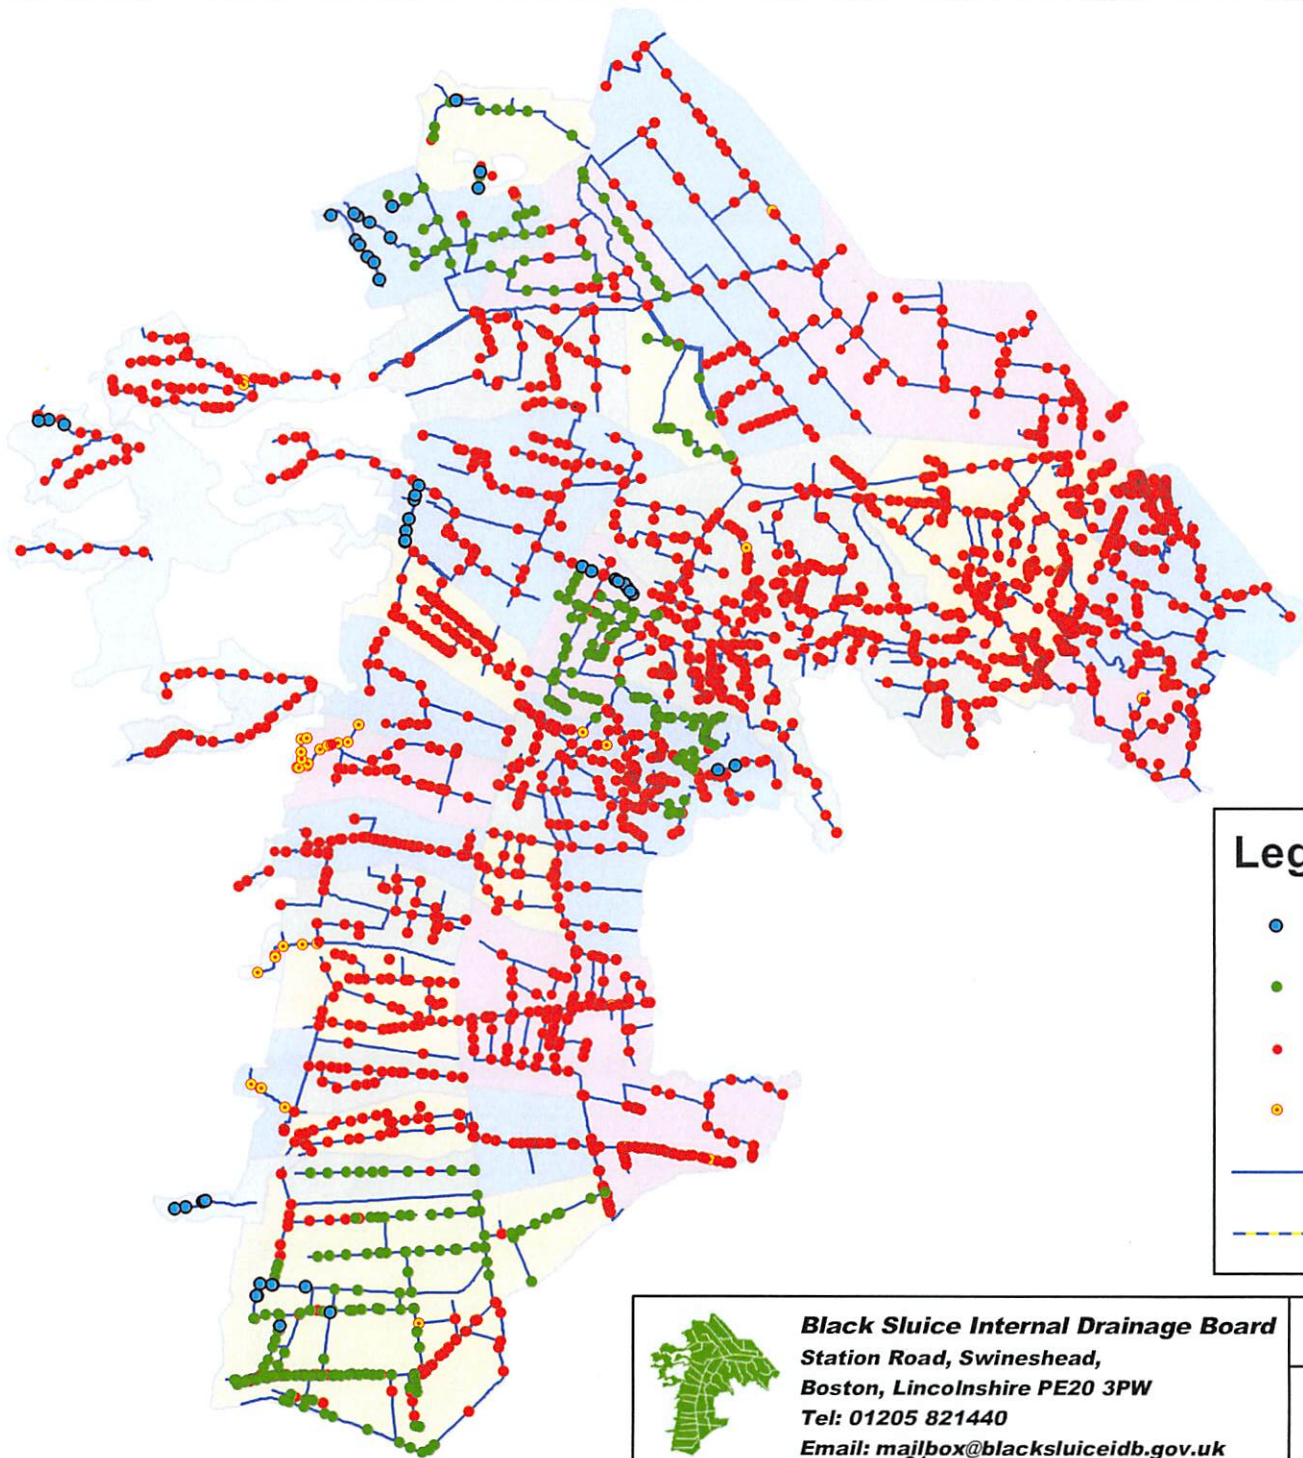 Leg
Black Sluice Internal Drainage Board
Station Road, Swineshead,
Boston, Lincolnshire PE20 3PW
Tel: 01205 821440
Email: mailbox@blacksluiceidb.gov.uk